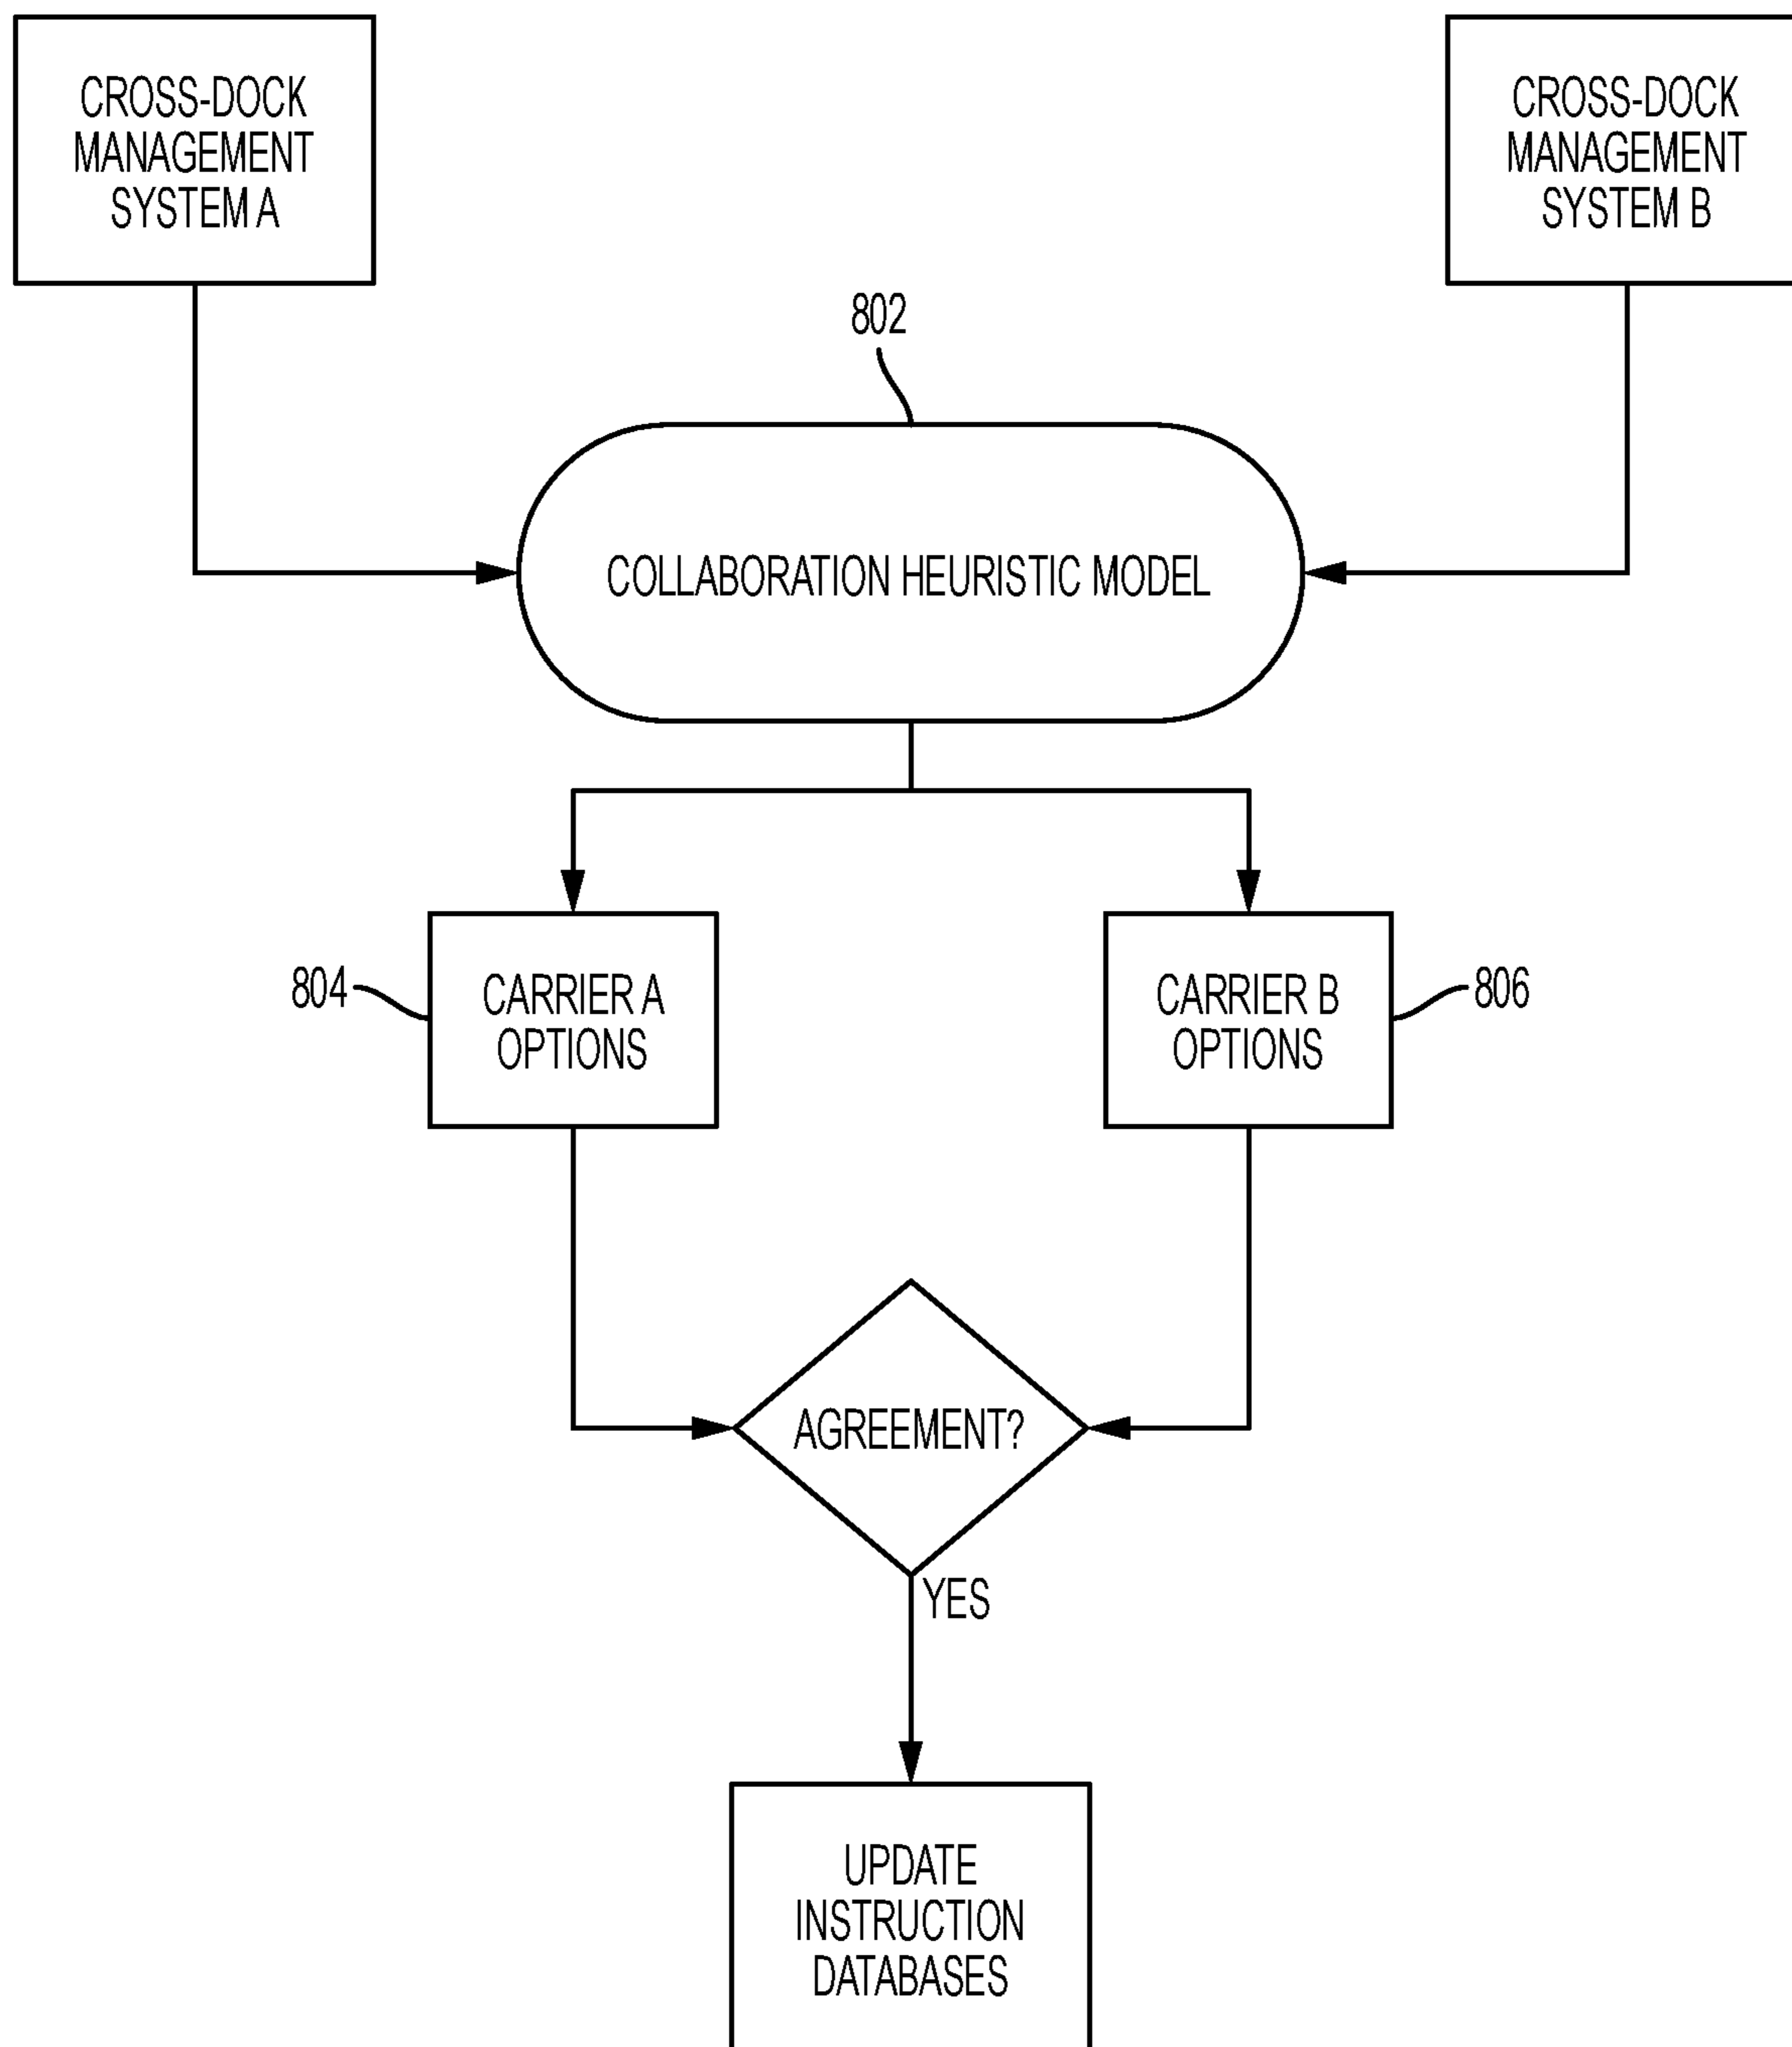 CROSS-DOCK
MANAGEMENT
SYSTEM A
CROSS-DOCK
MANAGEMENT
SYSTEM B
802
COLLABORATION HEURISTIC MODEL
804
CARRIER A
OPTIONS
CARRIER B
OPTIONS
806
AGREEMENT?
YES
UPDATE
INSTRUCTION
DATABASES